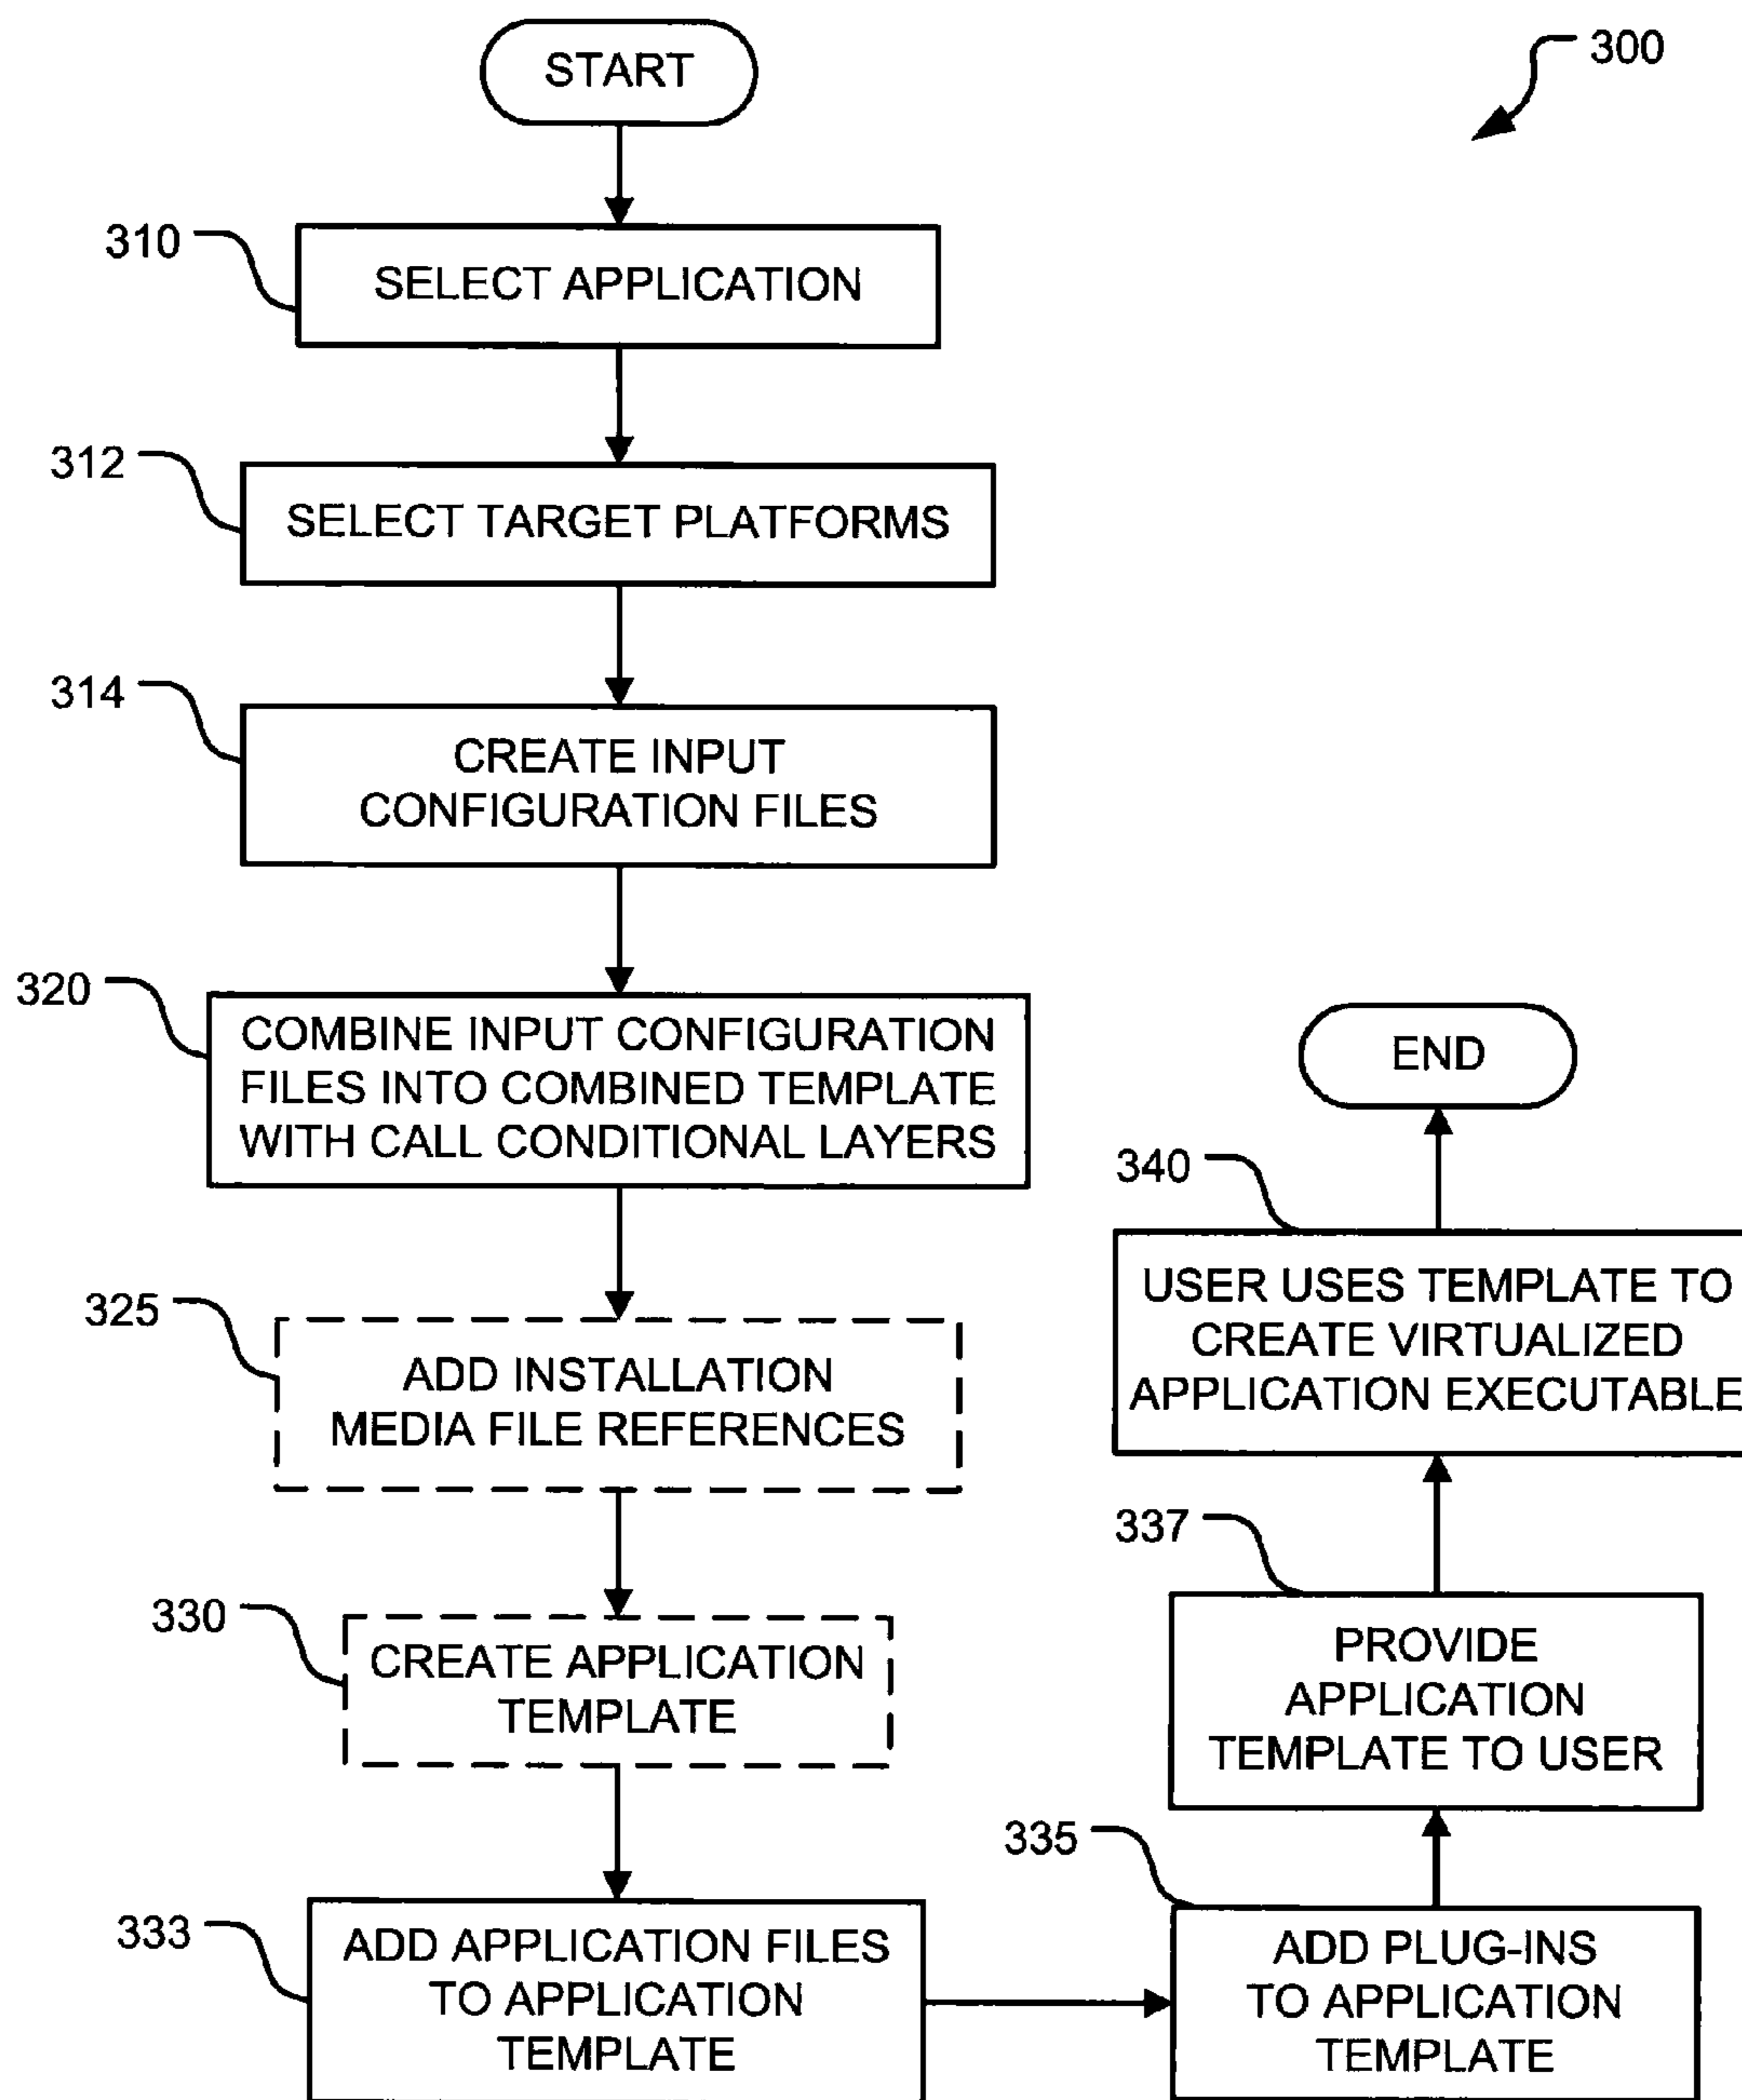 START
300
310
SELECT APPLICATION
312
SELECT TARGET PLATFORMS
314
CREATE INPUT
CONFIGURATION FILES
320
COMBINE INPUT CONFIGURATION
FILES INTO COMBINED TEMPLATE
WITH CALL CONDITIONAL LAYERS
325
ADD INSTALLATION
MEDIA FILE REFERENCES
330
CREATE APPLICATION
TEMPLATE
333
ADD APPLICATION FILES
TO APPLICATION
TEMPLATE
335
ADD PLUG-INS
TO APPLICATION
TEMPLATE
337
PROVIDE
APPLICATION
TEMPLATE TO USER
340
USER USES TEMPLATE TO
CREATE VIRTUALIZED
APPLICATION EXECUTABLE
END